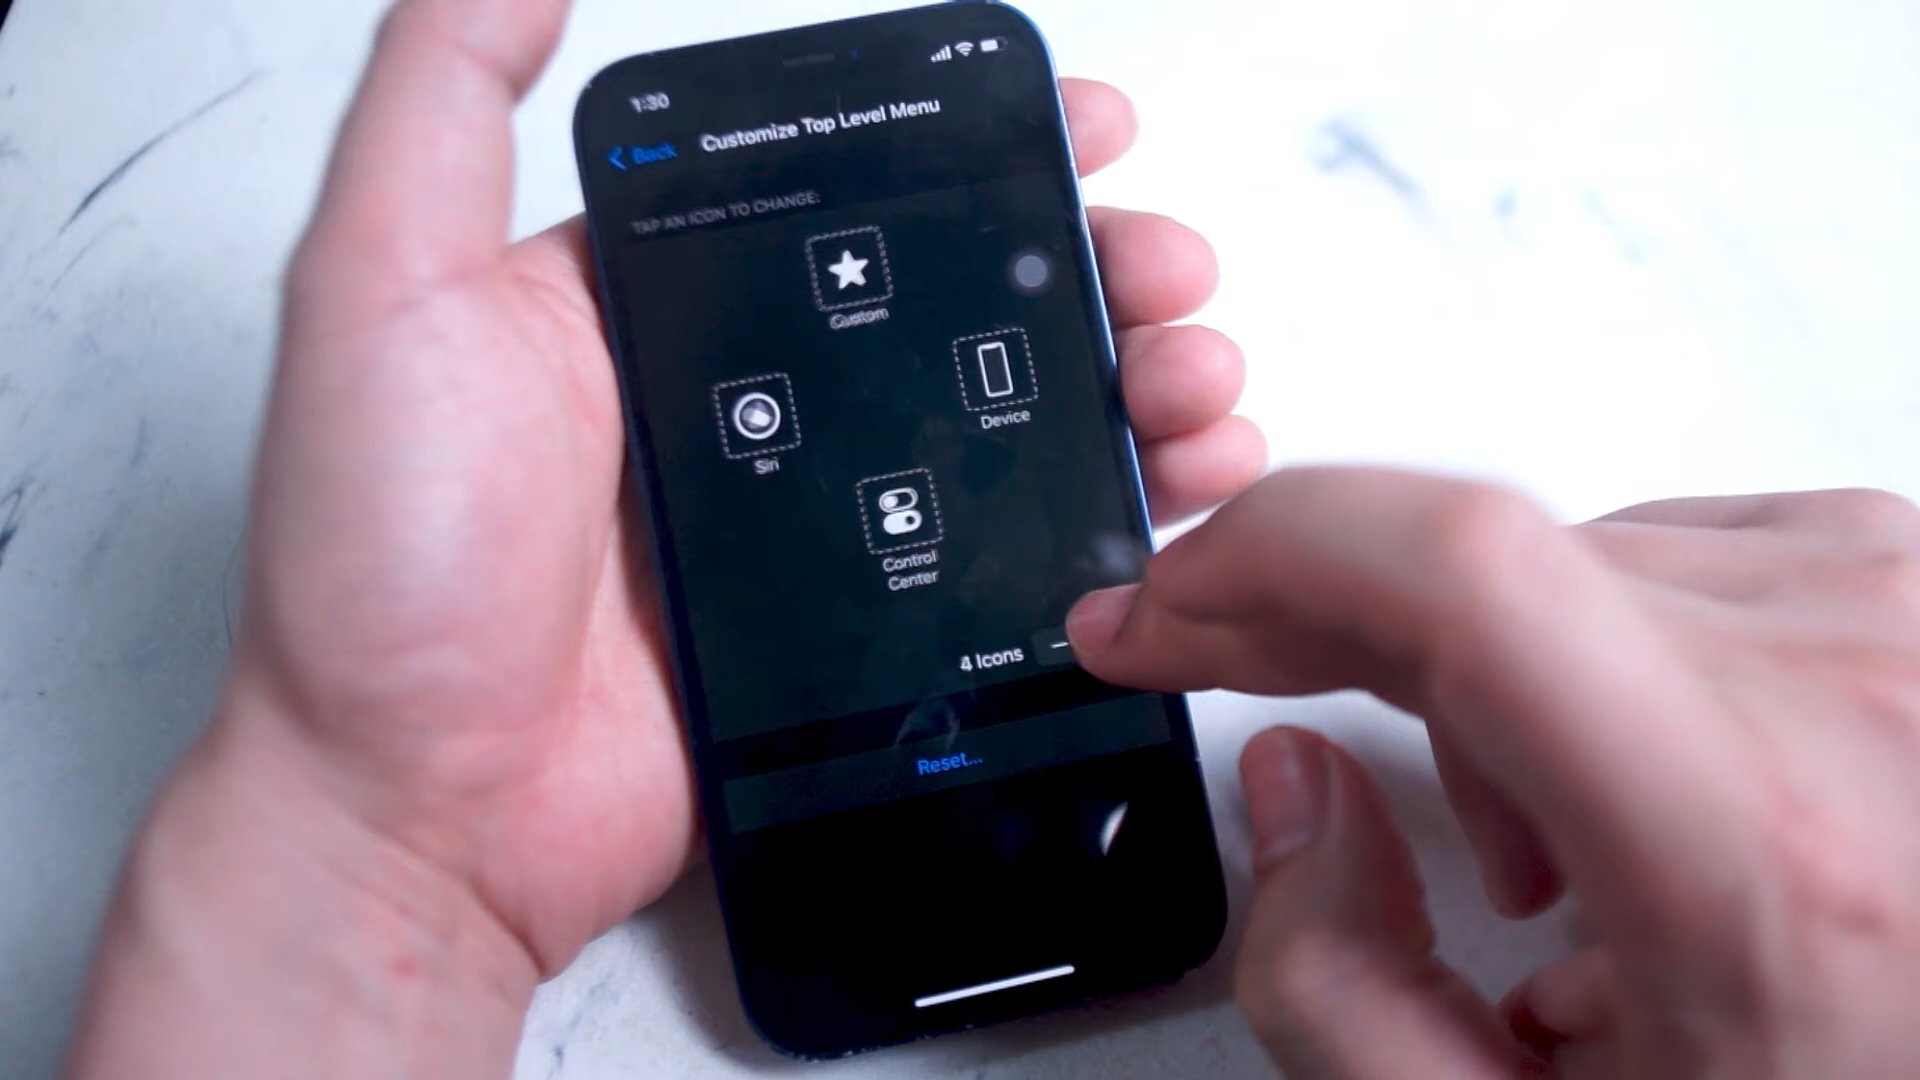 1:30
Back
Customize Top Level Menu
TAP AN ICON TO CHANGE:
Custom
Device
Siri
Control
Center
4 Icons
Reset...